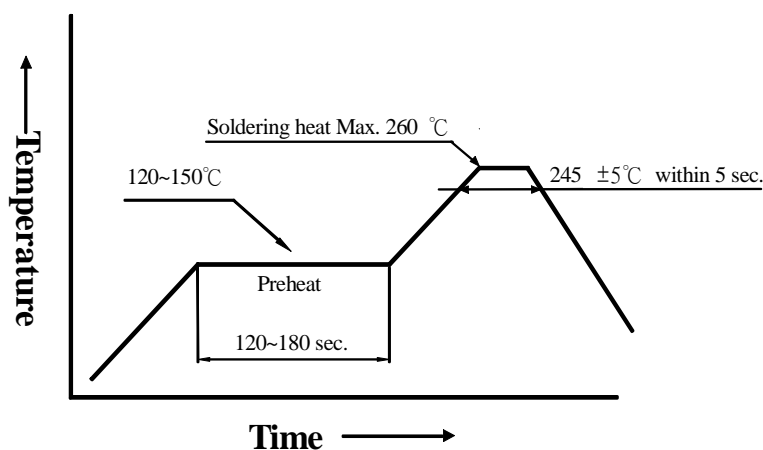 Soldering heat Max. 260 ℃
120~150℃
245 ±5℃ within 5 sec.
Preheat
120~180 sec.
Temperature
Time